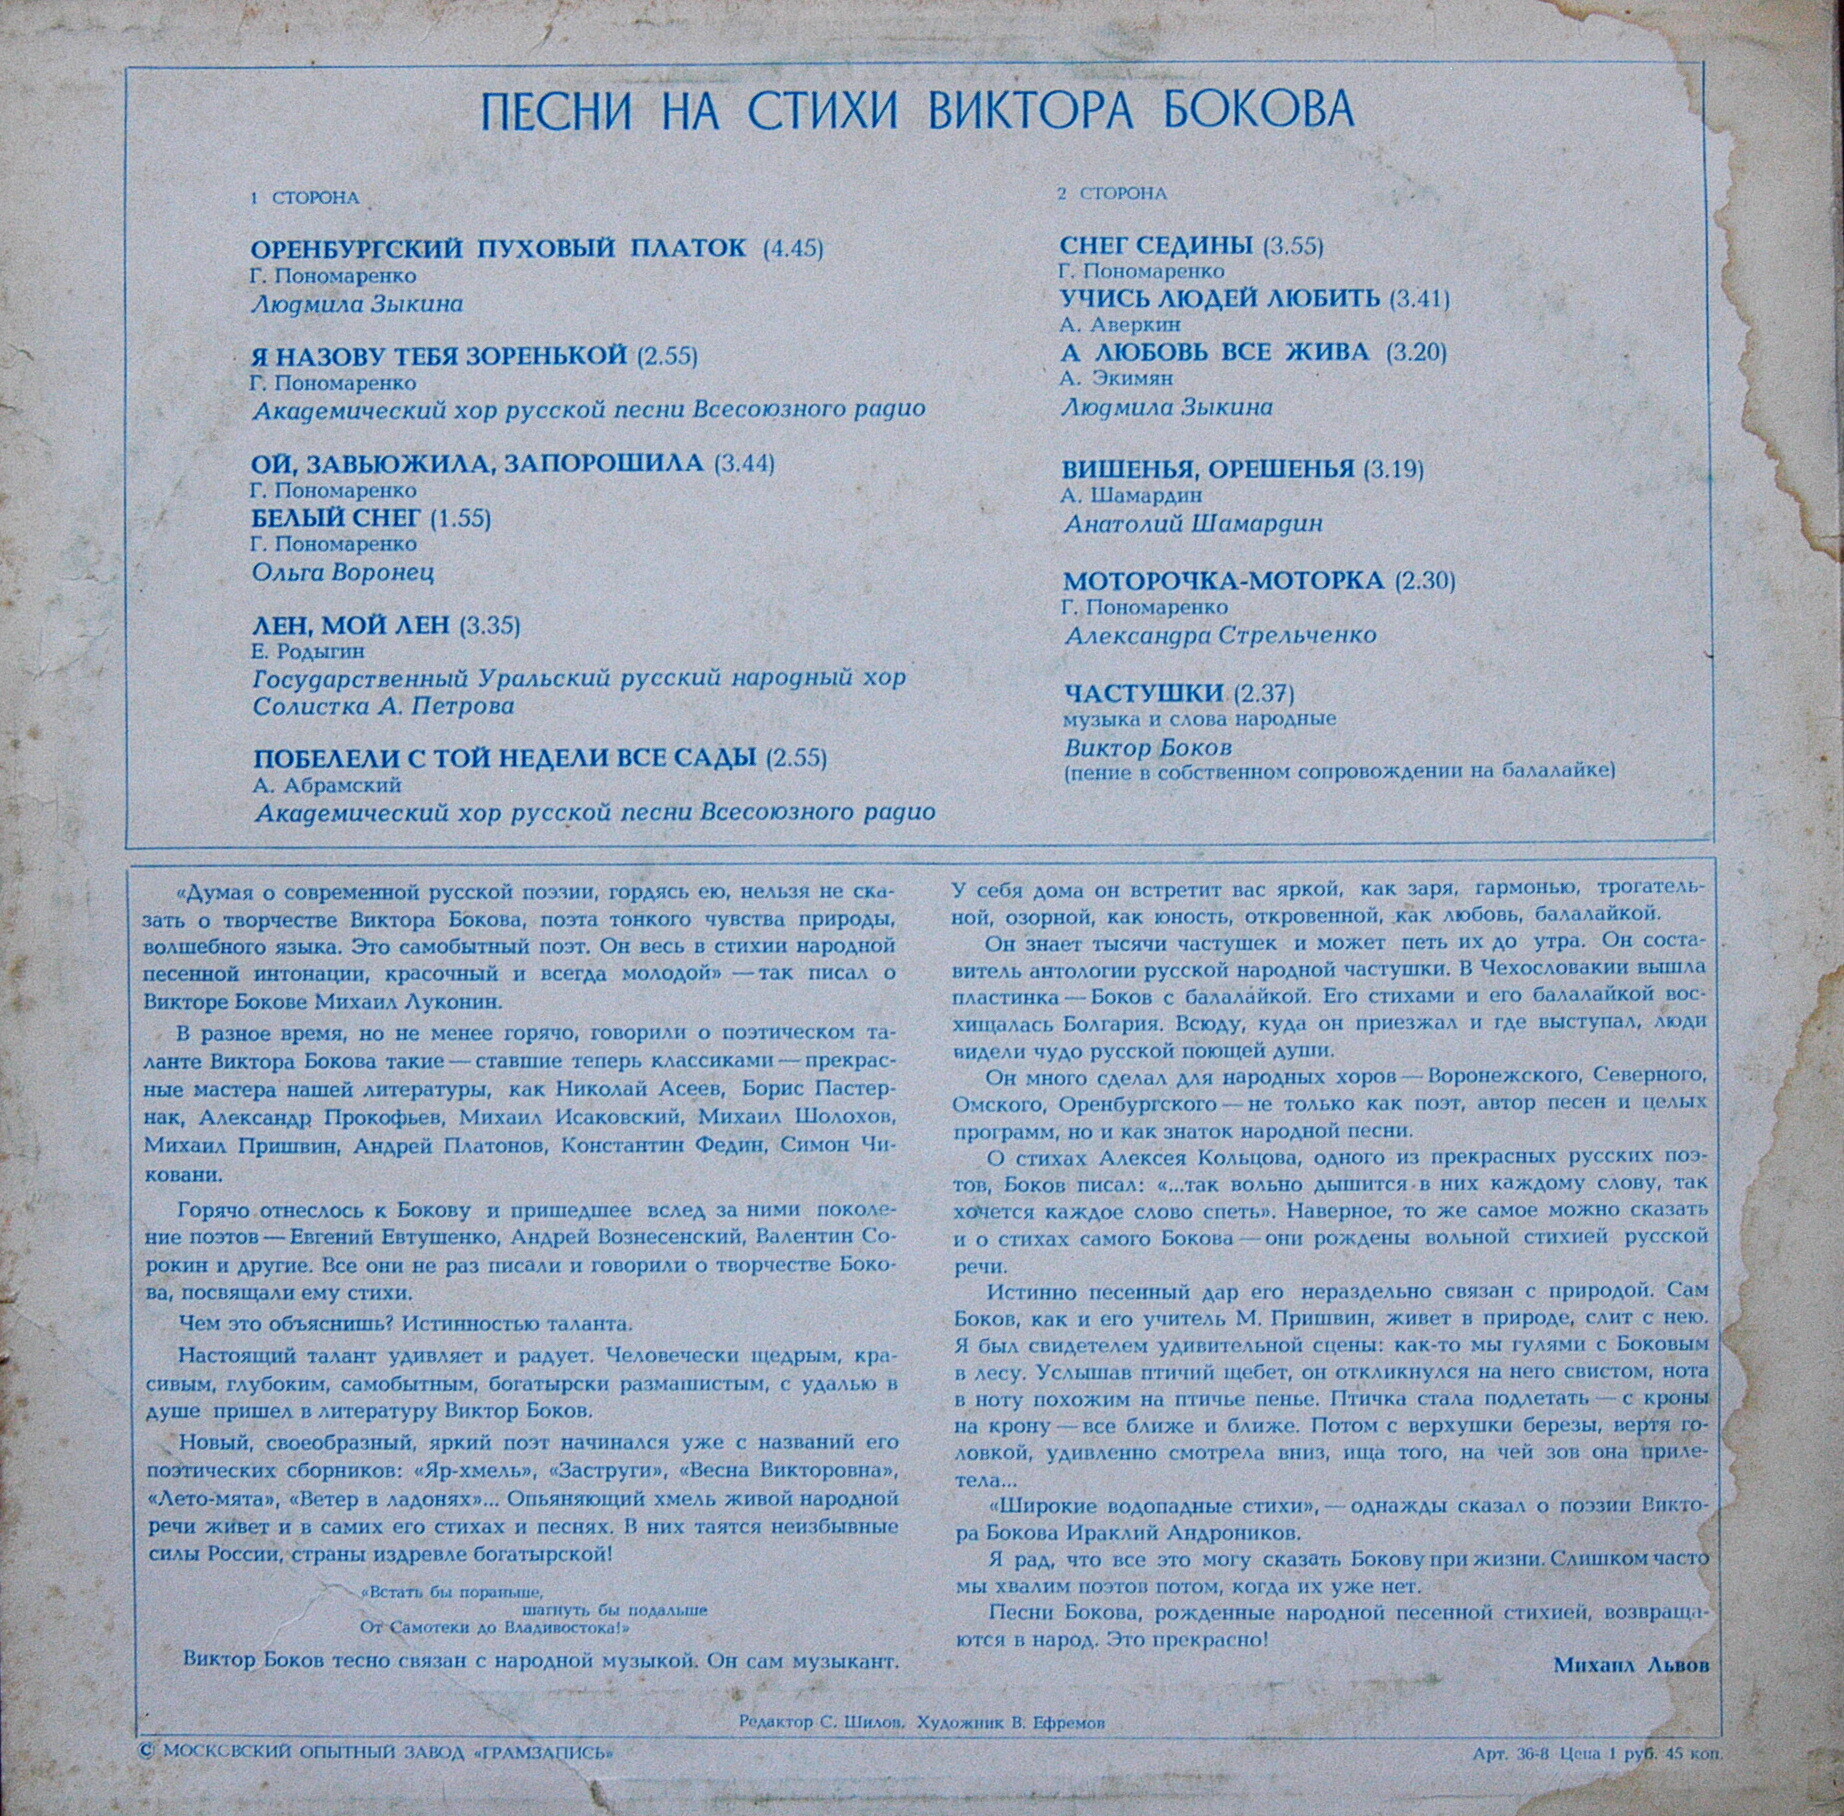 ПЕСНИ НА СТИХИ ВИКТОРА БОКОВА
1 СТОРОНА
ОРЕНБУРГСКИЙ ПУХОВЫЙ ПЛАТОК (4.45)
Г. Пономаренко
Людмила Зыкина
Я НАЗОВУ ТЕБЯ ЗОРЕНЬКОЙ (2.55)
Г. Пономаренко
Академический хор русской песни Всесоюзного радио
ОЙ, ЗАВЬЮЖИЛА, ЗАПОРОШИЛА (3.44)
Г. Пономаренко
БЕЛЫЙ СНЕГ (1.55)
Г. Пономаренко
Ольга Воронец
ЛЕН, МОЙ ЛЕН (3.35)
Е. Родыгин
Государственный Уральский русский народный хор
Солистка А. Петрова
ПОБЕЛЕЛИ С ТОЙ НЕДЕЛИ ВСЕ САДЫ (2.55)
А. Абрамский
Академический хор русской песни Всесоюзного радио
2 СТОРОНА
СНЕГ СЕДИНЫ (3.55)
Г. Пономаренко
УЧИСЬ ЛЮДЕЙ ЛЮБИТЬ (3.41)
А. Аверкин
А ЛЮБОВЬ ВСЕ ЖИВА (3.20)
А. Экимян
Людмила Зыкина
ВИШЕНЬЯ, ОРЕШЕНЬЯ (3.19)
А. Шамардин
Анатолий Шамардин
МОТОРОЧКА-МОТОРКА (2.30)
Г. Пономаренко
Александра Стрельченко
ЧАСТУШКИ (2.37)
музыка и слова народные
Виктор Боков
(пение в собственном сопровождении на балалайке)
«Думая о современной русской поэзии, гордясь ею, нельзя не ска-
зать о творчестве Виктора Бокова, поэта тонкого чувства природы,
волшебного языка. Это самобытный поэт. Он весь в стихии народной
песенной интонации, красочный и всегда молодой» — так писал о
Викторе Бокове Михаил Луконин.
В разное время, но не менее горячо, говорили о поэтическом та-
ланте Виктора Бокова такие — ставшие теперь классиками — прекрас-
ные мастера нашей литературы, как Николай Асеев, Борис Пастер-
нак, Александр Прокофьев, Михаил Исаковский, Михаил Шолохов,
Михаил Пришвин, Андрей Платонов, Константин Федин, Симон Чи-
ковани.
Горячо отнеслось к Бокову и пришедшее вслед за ними поколе-
ние поэтов — Евгений Евтушенко, Андрей Вознесенский, Валентин Со-
рокин и другие. Все они не раз писали и говорили о творчестве Боко-
ва, посвящали ему стихи.
Чем это объяснишь? Истинностью таланта.
Настоящий талант удивляет и радует. Человечески щедрым, кра-
сивым, глубоким, самобытным, богатырски размашистым, с удалью в
душе пришел в литературу Виктор Боков.
Новый, своеобразный, яркий поэт начинался уже с названий его
поэтических сборников: «Яр-хмель», «Заструги», «Весна Викторовна»,
«Лето-мята», «Ветер в ладонях»... Опьяняющий хмель живой народной
речи живет и в самих его стихах и песнях. В них таятся неизбывные
силы России, страны издревле богатырской!
«Встать бы пораньше,
шагнуть бы подальше
От Самотеки до Владивостока!»
Виктор Боков тесно связан с народной музыкой. Он сам музыкант.
У себя дома он встретит вас яркой, как заря, гармонью, трогатель-
ной, озорной, как юность, откровенной, как любовь, балалайкой.
Он знает тысячи частушек и может петь их до утра. Он соста-
витель антологии русской народной частушки. В Чехословакии вышла
пластинка — Боков с балалайкой. Его стихами и его балалайкой вос-
хищалась Болгария. Всюду, куда он приезжал и где выступал, люди
видели чудо русской поющей души.
Он много сделал для народных хоров — Воронежского, Северного,
Омского, Оренбургского — не только как поэт, автор песен и целых
программ, но и как знаток народной песни.
О стихах Алексея Кольцова, одного из прекрасных русских поэ-
тов, Боков писал: «...так вольно дышится в них каждому слову, так
хочется каждое слово спеть». Наверное, то же самое можно сказать
и о стихах самого Бокова — они рождены вольной стихией русской
речи.
Истинно песенный дар его нераздельно связан с природой. Сам
Боков, как и его учитель М. Пришвин, живет в природе, слит с нею.
Я был свидетелем удивительной сцены: как-то мы гулями с Боковым
в лесу. Услышав птичий щебет, он откликнулся на него свистом, нота
в ноту похожим на птичье пенье. Птичка стала подлетать — с кроны
на крону — все ближе и ближе. Потом с верхушки березы, вертя го-
ловкой, удивленно смотрела вниз, ища того, на чей зов она приле-
тела...
«Широкие водопадные стихи», — однажды сказал о поэзии Викто-
ра Бокова Ираклий Андроников.
Я рад, что все это могу сказать Бокову при жизни. Слишком часто
мы хвалим поэтов потом, когда их уже нет.
Песни Бокова, рожденные народной песенной стихией, возвраща-
ются в народ. Это прекрасно!
Михаил Львов
Редактор С. Шилов. Художник В. Ефремов
© МОСКОВСКИЙ ОПЫТНЫЙ ЗАВОД «ГРАМЗАПИСЬ»
Арт. 36-8 Цена 1 руб. 45 коп.